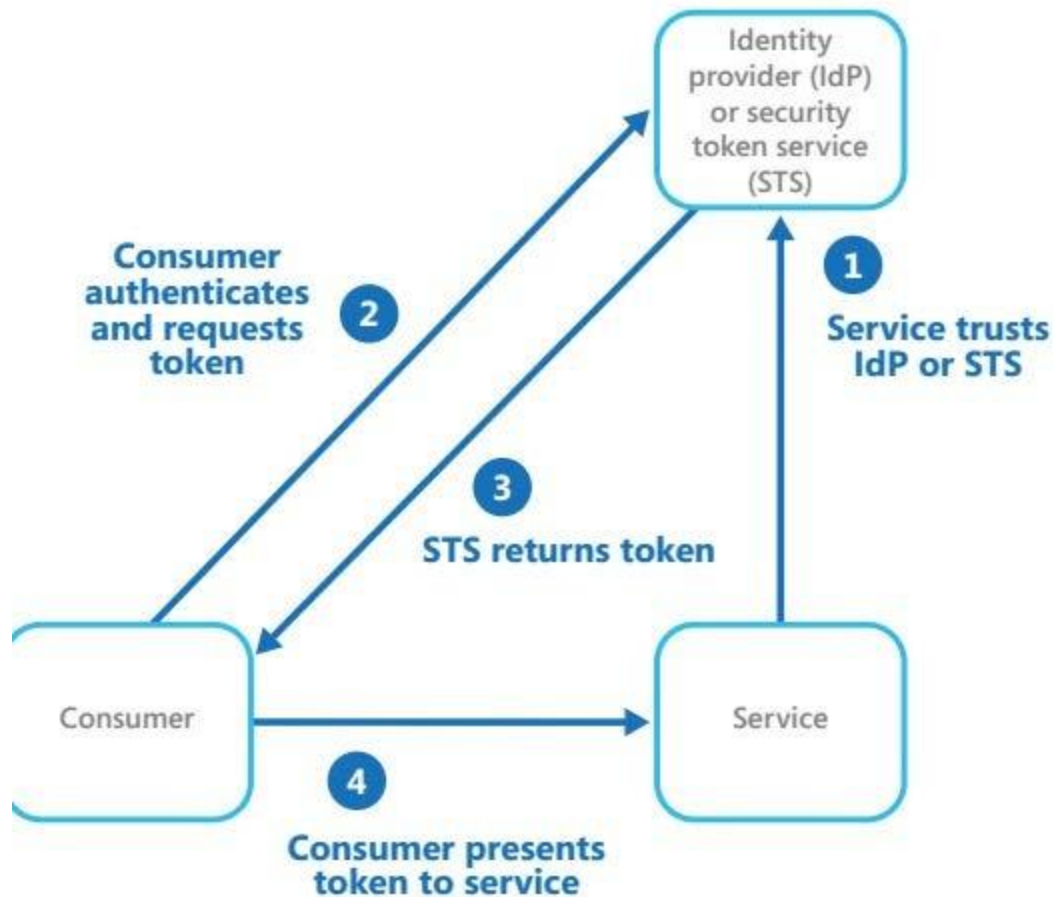 Identity
provider (IdP)
or security
token service
(STS)
1
Service trusts
IdP or STS
Consumer
authenticates
and requests
token
2
3
STS returns token
Consumer
Service
4
Consumer presents
token to service